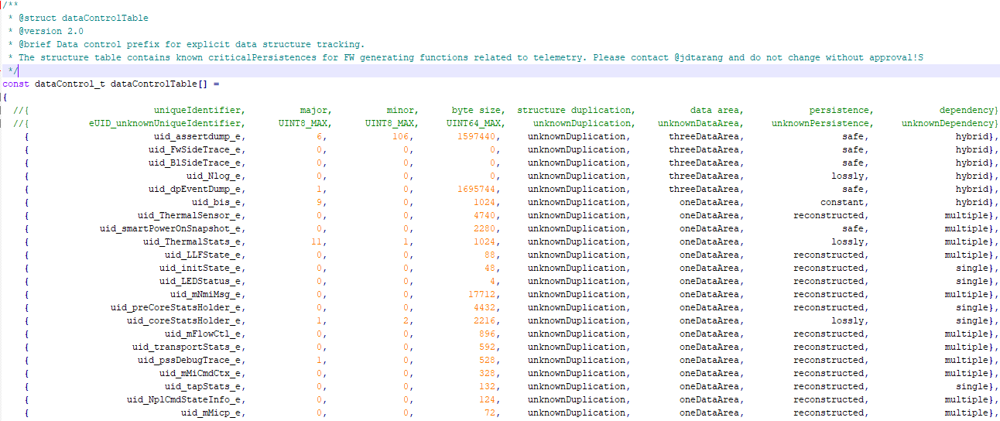 /**
 * @struct dataControlTable
 * @version 2.0
 * @brief Data control prefix for explicit data structure tracking.
 * The structure table contains known criticalPersistences for FW generating functions related to telemetry. Please contact @jdtarang and do not change without approval!S
 */
const dataControl_t dataControlTable[] =
{
//{ uniqueIdentifier, major, minor, byte size, structure duplication, data area, persistence, dependency}
//{ eUID_unknownUniqueIdentifier, UINT8_MAX, UINT8_MAX, UINT64_MAX, unknownDuplication, unknownDataArea, unknownPersistence, unknownDependency}
{ uid_assertdump_e, 6, 106, 1597440, unknownDuplication, threeDataArea, safe, hybrid},
{ uid_FwSideTrace_e, 0, 0, 0, unknownDuplication, threeDataArea, safe, hybrid},
{ uid_BlSideTrace_e, 0, 0, 0, unknownDuplication, threeDataArea, safe, hybrid},
{ uid_Nlog_e, 0, 0, 0, unknownDuplication, threeDataArea, lossly, hybrid},
{ uid_dpEventDump_e, 1, 0, 1695744, unknownDuplication, threeDataArea, safe, hybrid},
{ uid_bis_e, 9, 0, 1024, unknownDuplication, oneDataArea, constant, hybrid},
{ uid_ThermalSensor_e, 0, 0, 4740, unknownDuplication, oneDataArea, reconstructed, multiple},
{ uid_smartPowerOnSnapshot_e, 0, 0, 2280, unknownDuplication, oneDataArea, safe, multiple},
{ uid_ThermalStats_e, 11, 1, 1024, unknownDuplication, oneDataArea, lossly, multiple},
{ uid_LLFState_e, 0, 0, 88, unknownDuplication, oneDataArea, reconstructed, multiple},
{ uid_initState_e, 0, 0, 48, unknownDuplication, oneDataArea, reconstructed, single},
{ uid_LEDStatus_e, 0, 0, 4, unknownDuplication, oneDataArea, reconstructed, single},
{ uid_mNmiMsg_e, 0, 0, 17712, unknownDuplication, oneDataArea, reconstructed, multiple},
{ uid_preCoreStatsHolder_e, 0, 0, 4432, unknownDuplication, oneDataArea, reconstructed, single},
{ uid_coreStatsHolder_e, 1, 2, 2216, unknownDuplication, oneDataArea, lossly, single},
{ uid_mFlowCtl_e, 0, 0, 896, unknownDuplication, oneDataArea, reconstructed, multiple},
{ uid_transportStats_e, 0, 0, 592, unknownDuplication, oneDataArea, reconstructed, multiple},
{ uid_pssDebugTrace_e, 1, 0, 528, unknownDuplication, oneDataArea, reconstructed, multiple},
{ uid_mMiCmdCtx_e, 0, 0, 328, unknownDuplication, oneDataArea, reconstructed, multiple},
{ uid_tapStats_e, 0, 0, 132, unknownDuplication, oneDataArea, reconstructed, single},
{ uid_NplCmdStateInfo_e, 0, 0, 124, unknownDuplication, oneDataArea, reconstructed, multiple},
{ uid_mMicp_e, 0, 0, 72, unknownDuplication, oneDataArea, reconstructed, multiple},